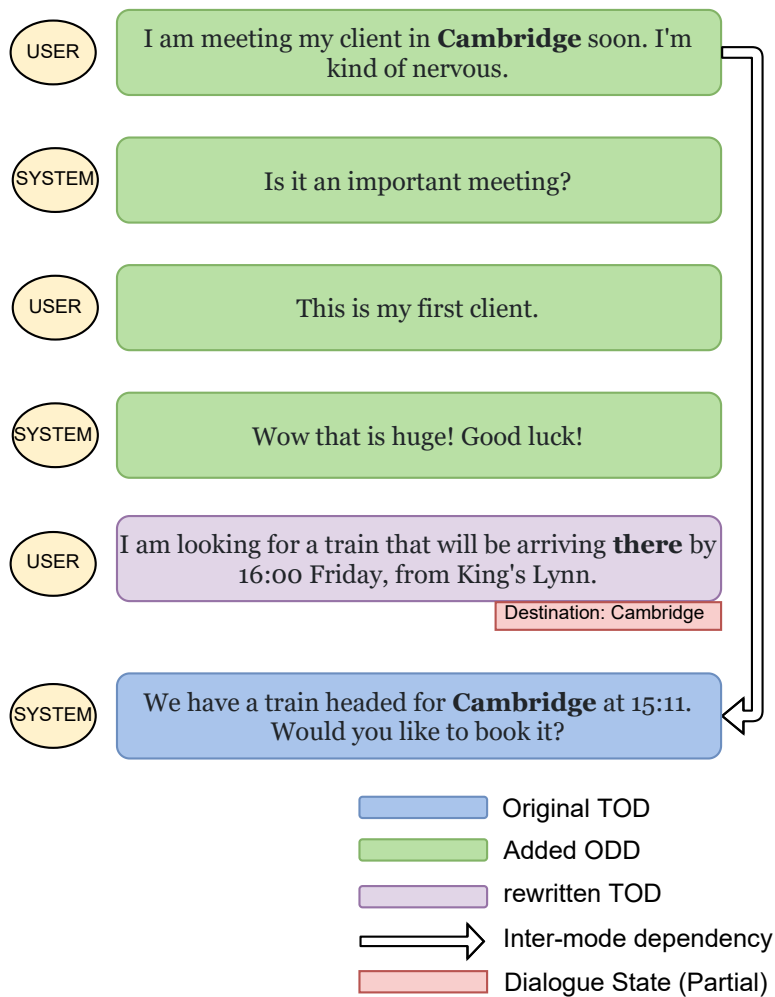 USER
I am meeting my client in Cambridge soon. I'm
kind of nervous.
SYSTEM
Is it an important meeting?
USER
This is my first client.
SYSTEM
Wow that is huge! Good luck!
USER
I am looking for a train that will be arriving there by
16:00 Friday, from King's Lynn.
Destination: Cambridge
SYSTEM
We have a train headed for Cambridge at 15:11.
Would you like to book it?
Original TOD
Added ODD
rewritten TOD
Inter-mode dependency
Dialogue State (Partial)